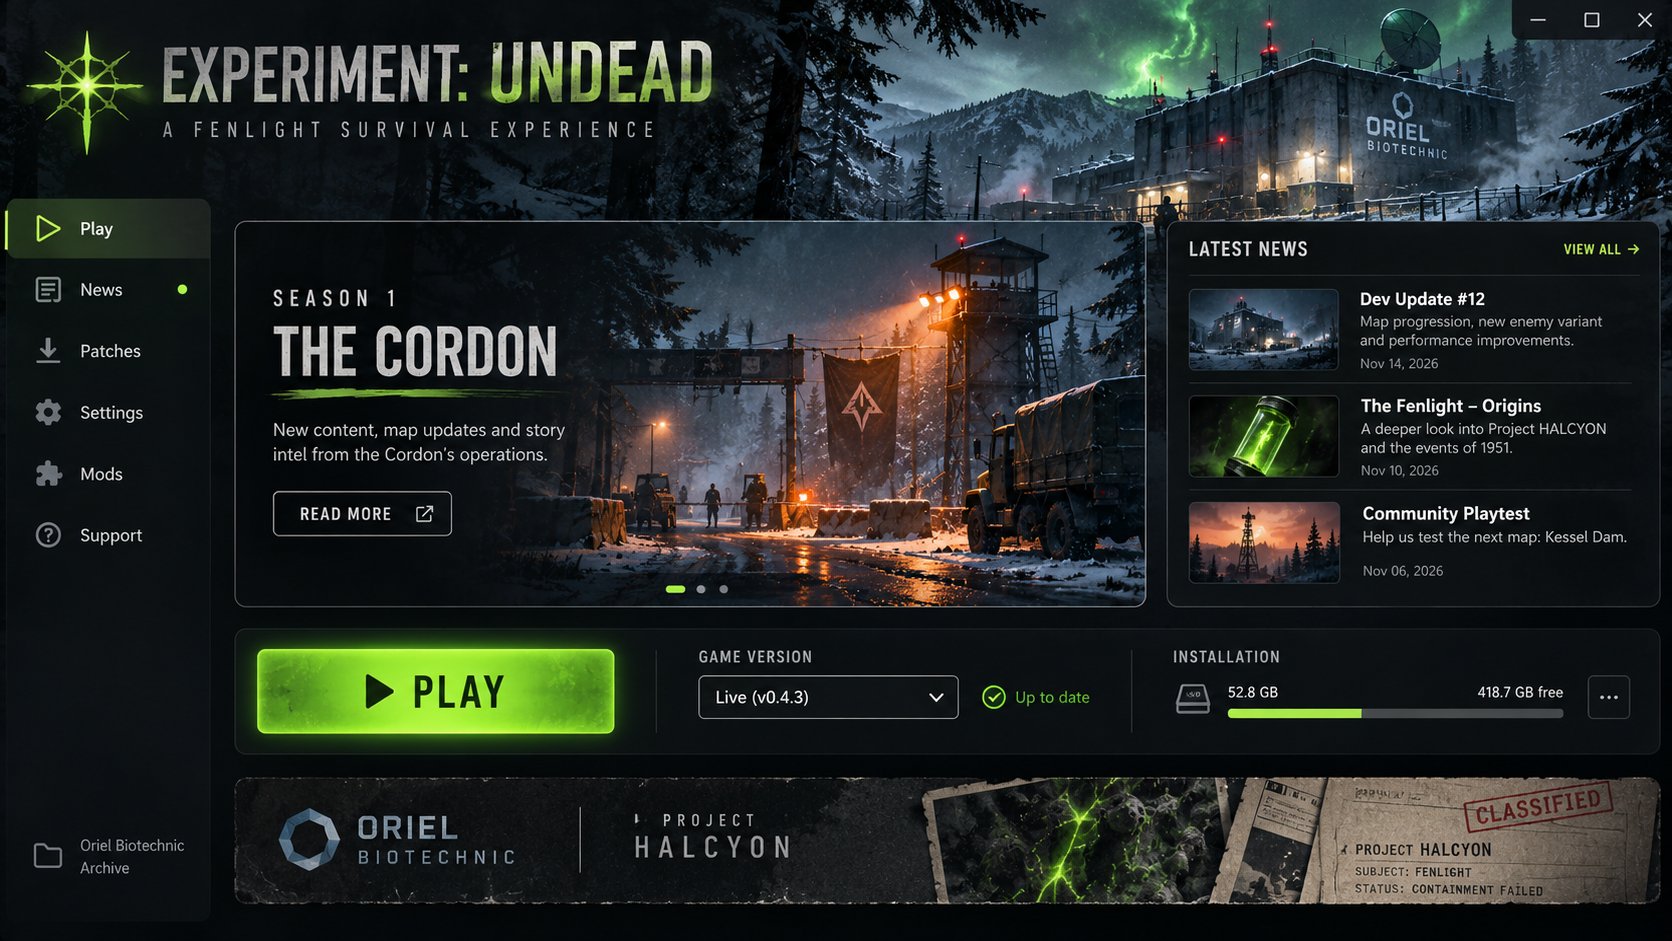 EXPERIMENT: UNDEAD
A FENLIGHT SURVIVAL EXPERIENCE
ORIEL
BIOTECHNIC
Play
News
Patches
Settings
Mods
Support
Oriel Biotechnic
Archive
SEASON 1
THE CORDON
New content, map updates and story
intel from the Cordon's operations.
READ MORE
LATEST NEWS
VIEW ALL →
Dev Update #12
Map progression, new enemy variant
and performance improvements.
Nov 14, 2026
The Fenlight – Origins
A deeper look into Project HALCYON
and the events of 1951.
Nov 10, 2026
Community Playtest
Help us test the next map: Kessel Dam.
Nov 06, 2026
PLAY
GAME VERSION
Live (v0.4.3)
Up to date
INSTALLATION
52.8 GB
418.7 GB free
ORIEL
BIOTECHNIC
PROJECT
HALCYON
CLASSIFIED
PROJECT HALCYON
SUBJECT: FENLIGHT
STATUS: CONTAINMENT FAILED